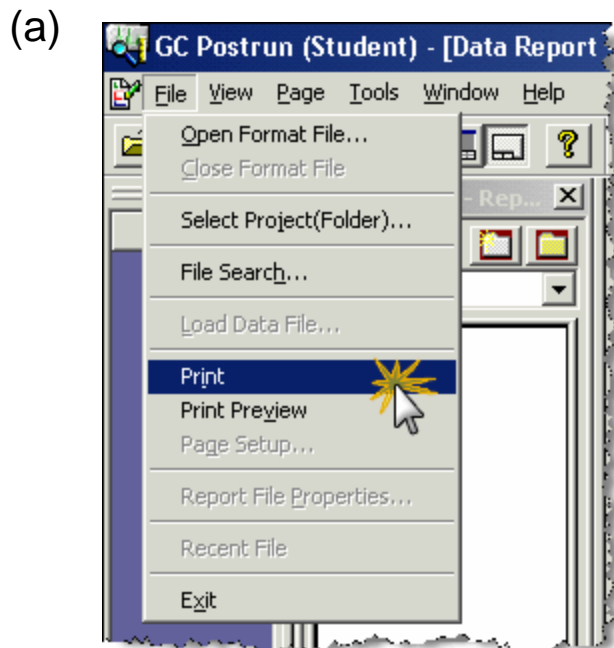 (a)
GC Postrun (Student) - [Data Report
File View Page Tools Window Help
Open Format File...
Close Format File
- Rep...
Select Project(Folder)...
File Search...
Load Data File...
Print
Print Preview
Page Setup...
Report File Properties...
Recent File
Exit